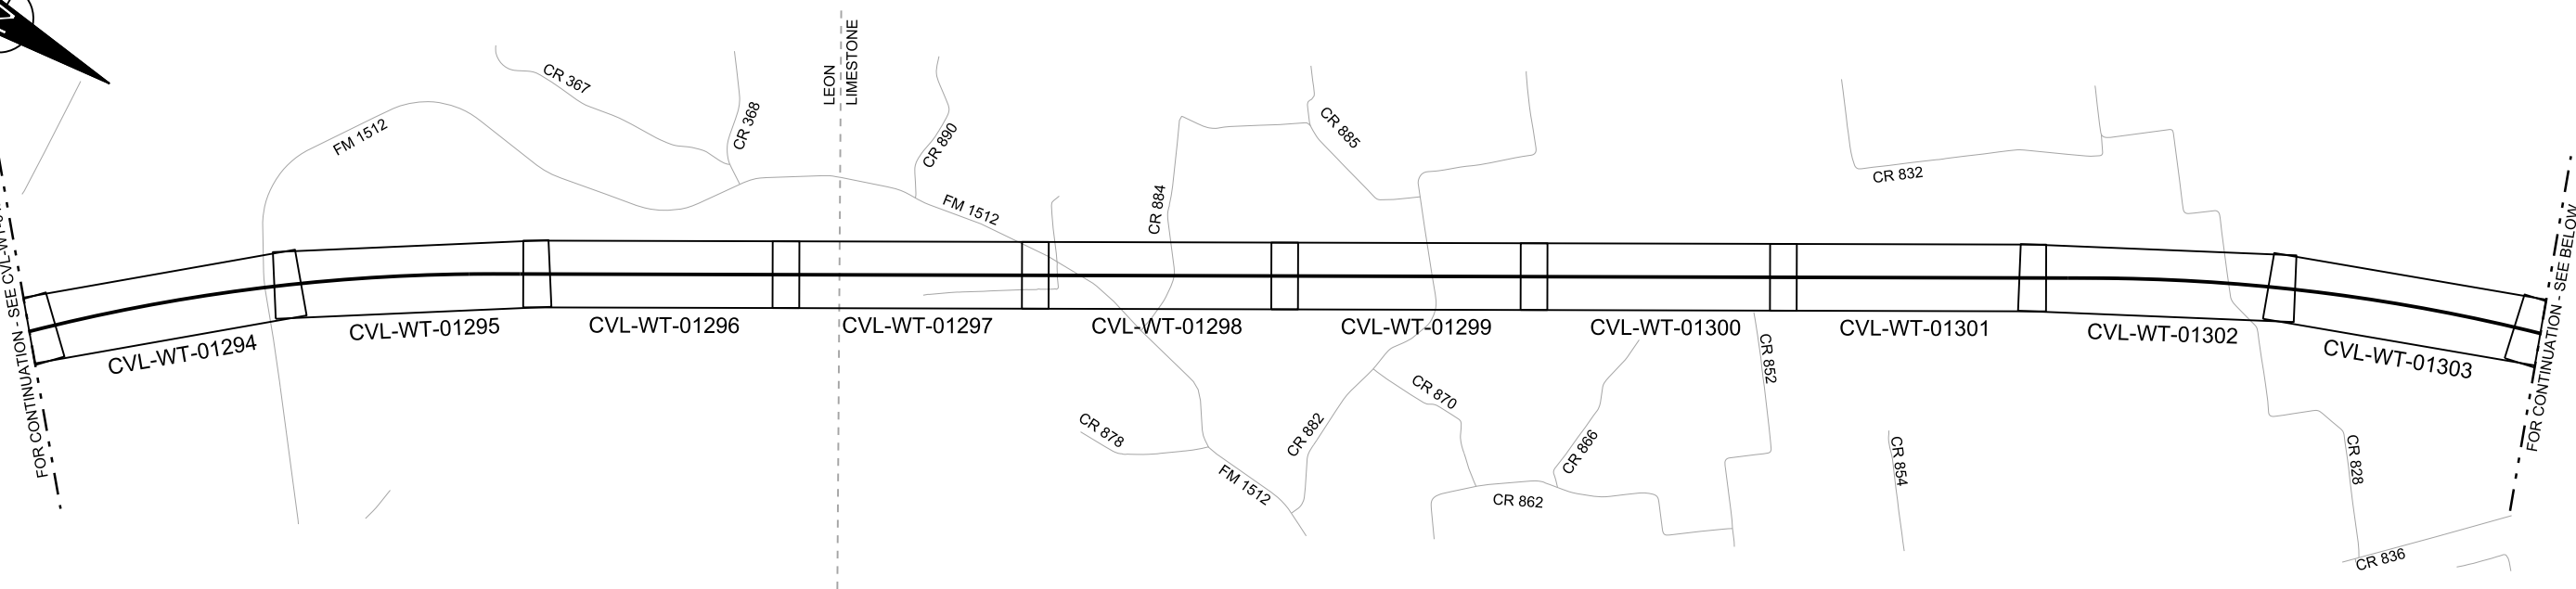 FOR CONTINUATION - SEE CVL-WT-01
CR 367
CR 368
LEON
LIMESTONE
FM 1512
CR 890
FM 1512
CR 884
CR 885
CR 832
CVL-WT-01294
CVL-WT-01295
CVL-WT-01296
CVL-WT-01297
CVL-WT-01298
CVL-WT-01299
CVL-WT-01300
CVL-WT-01301
CVL-WT-01302
CVL-WT-01303
CR 852
CR 870
CR 878
CR 882
CR 866
CR 854
CR 828
FM 1512
CR 862
CR 836
FOR CONTINUATION - SEE BELOW